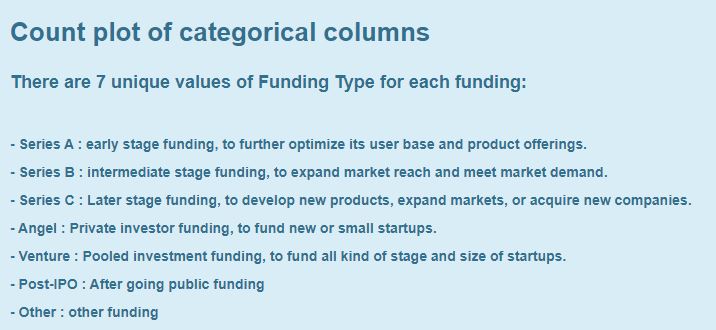 Count plot of categorical columns
There are 7 unique values of Funding Type for each funding:
- Series A : early stage funding, to further optimize its user base and product offerings.
- Series B : intermediate stage funding, to expand market reach and meet market demand.
- Series C : Later stage funding, to develop new products, expand markets, or acquire new companies.
- Angel : Private investor funding, to fund new or small startups.
- Venture : Pooled investment funding, to fund all kind of stage and size of startups.
- Post-IPO : After going public funding
- Other : other funding